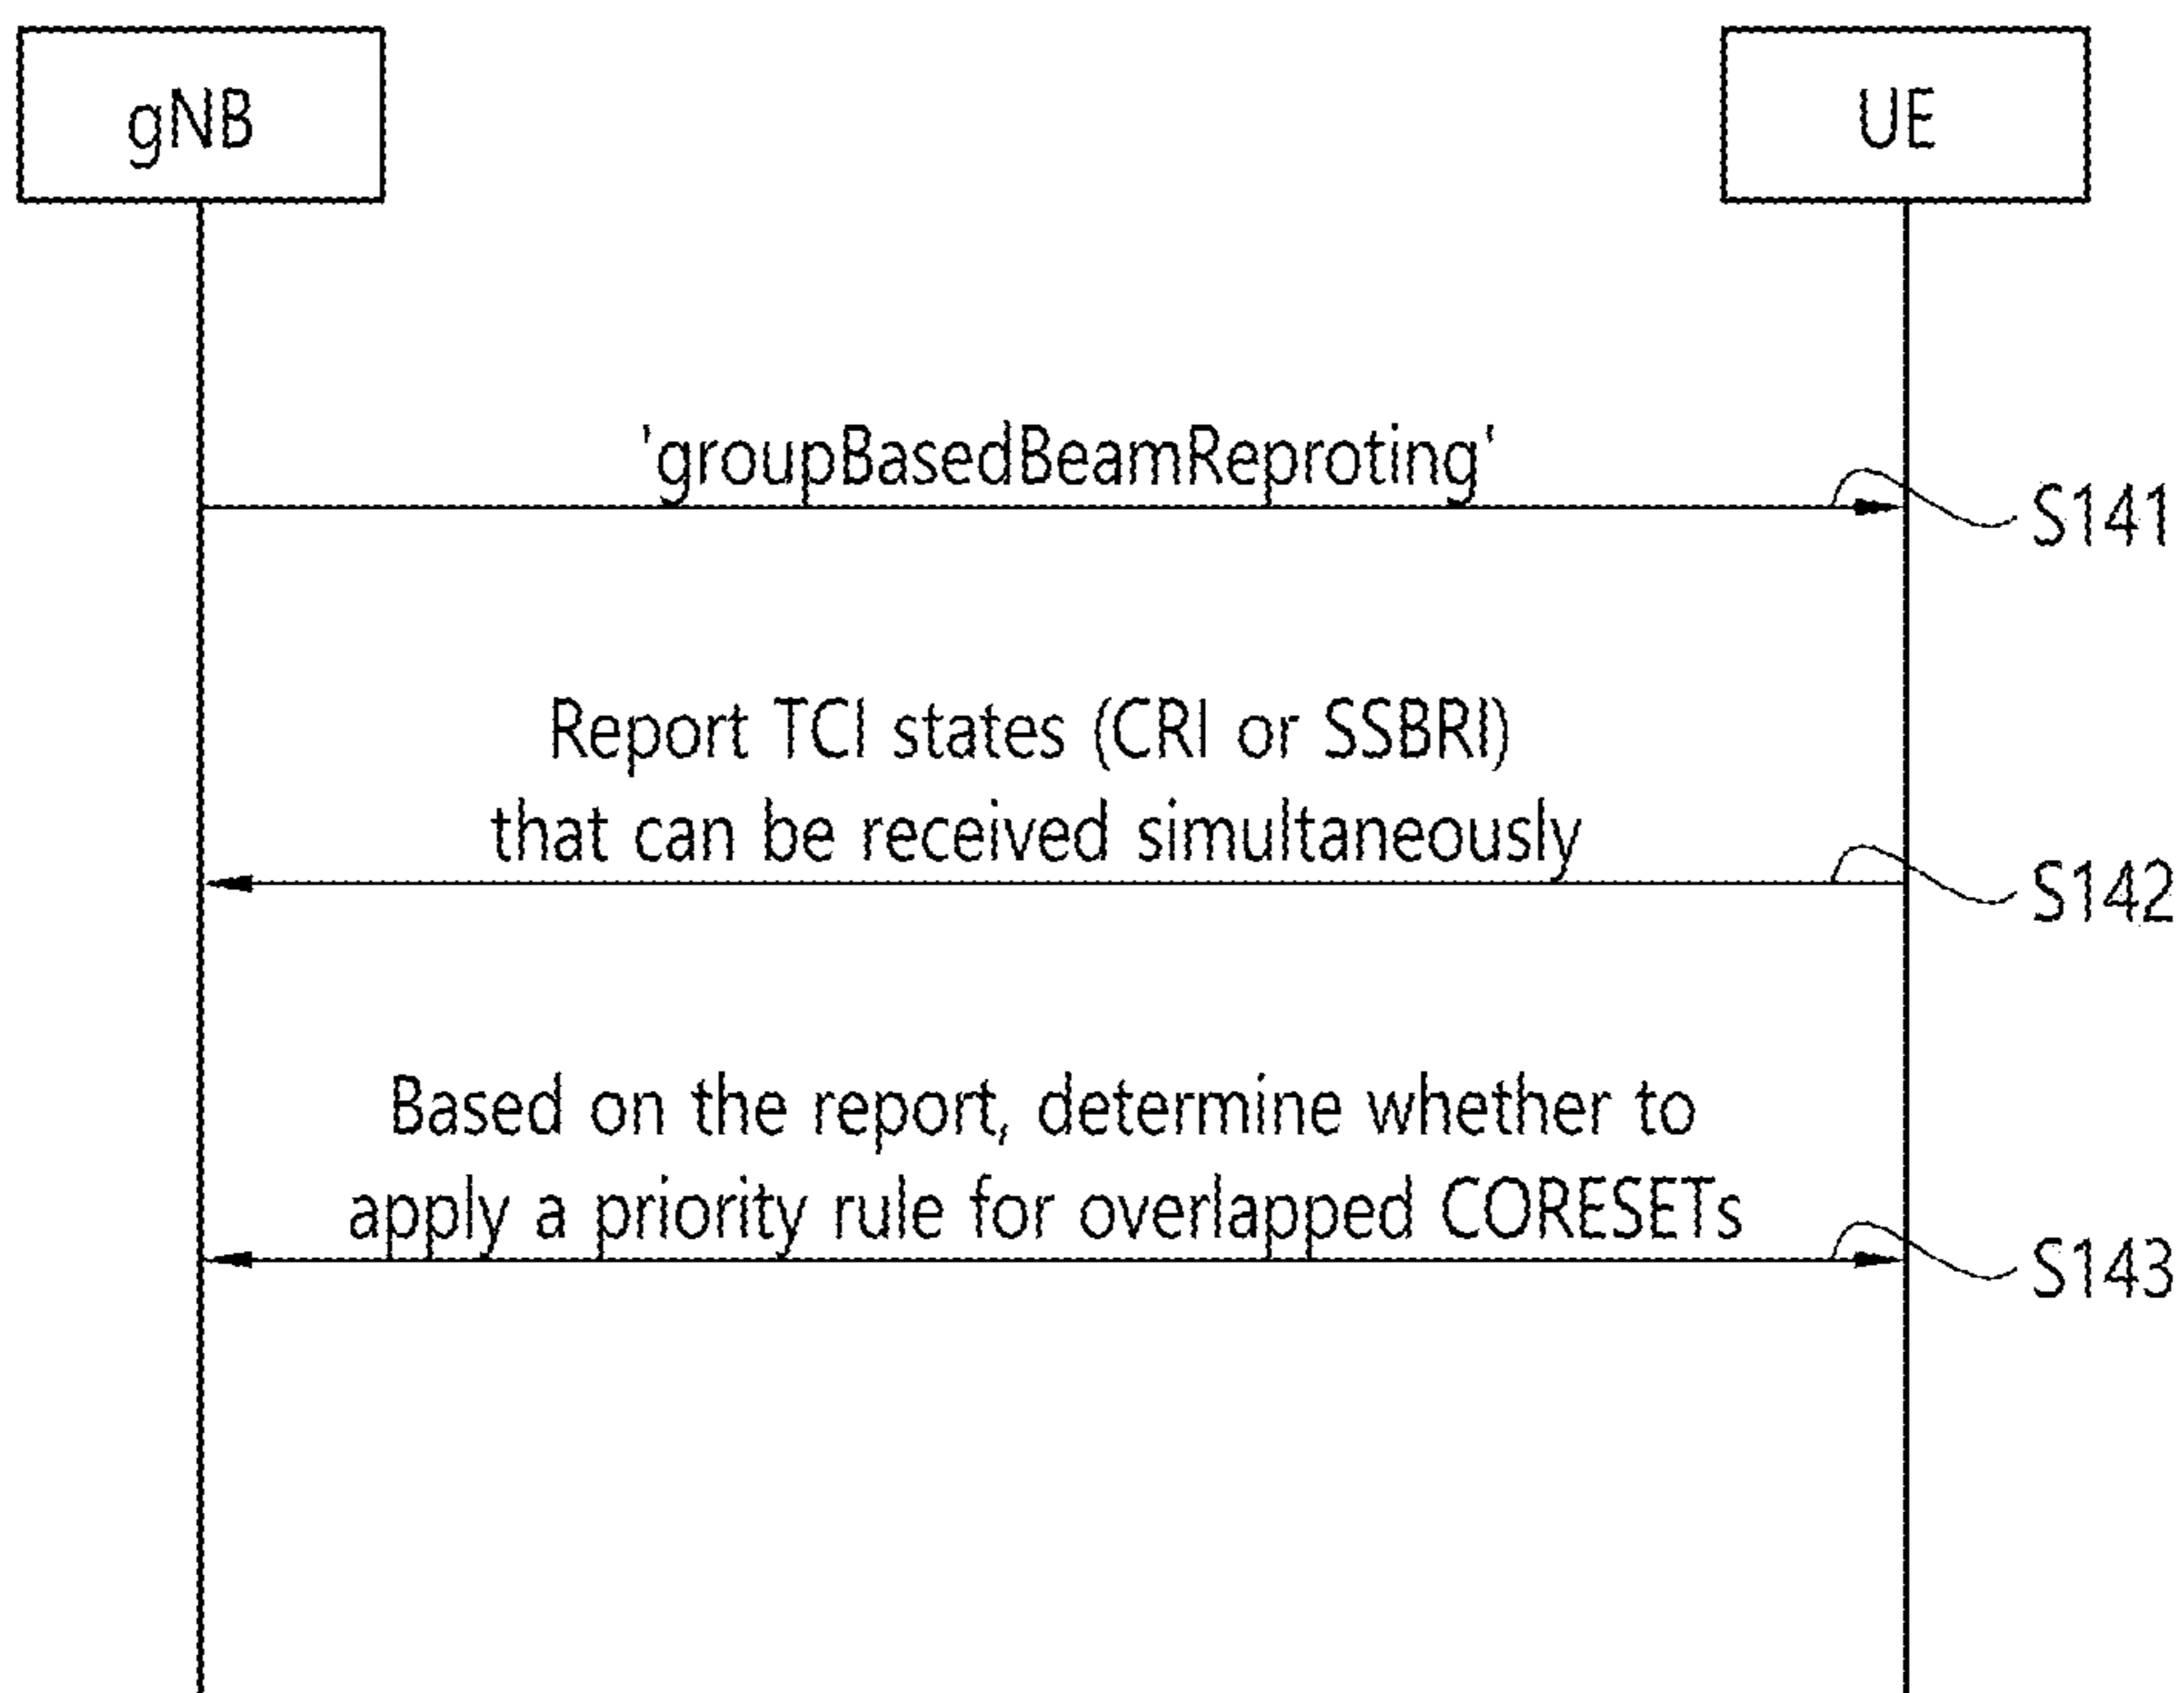 gNB
UE
'groupBasedBeamReproting'
S141
Report TCI states (CRI or SSBRI)
that can be received simultaneously
S142
Based on the report, determine whether to
apply a priority rule for overlapped CORESETs
S143